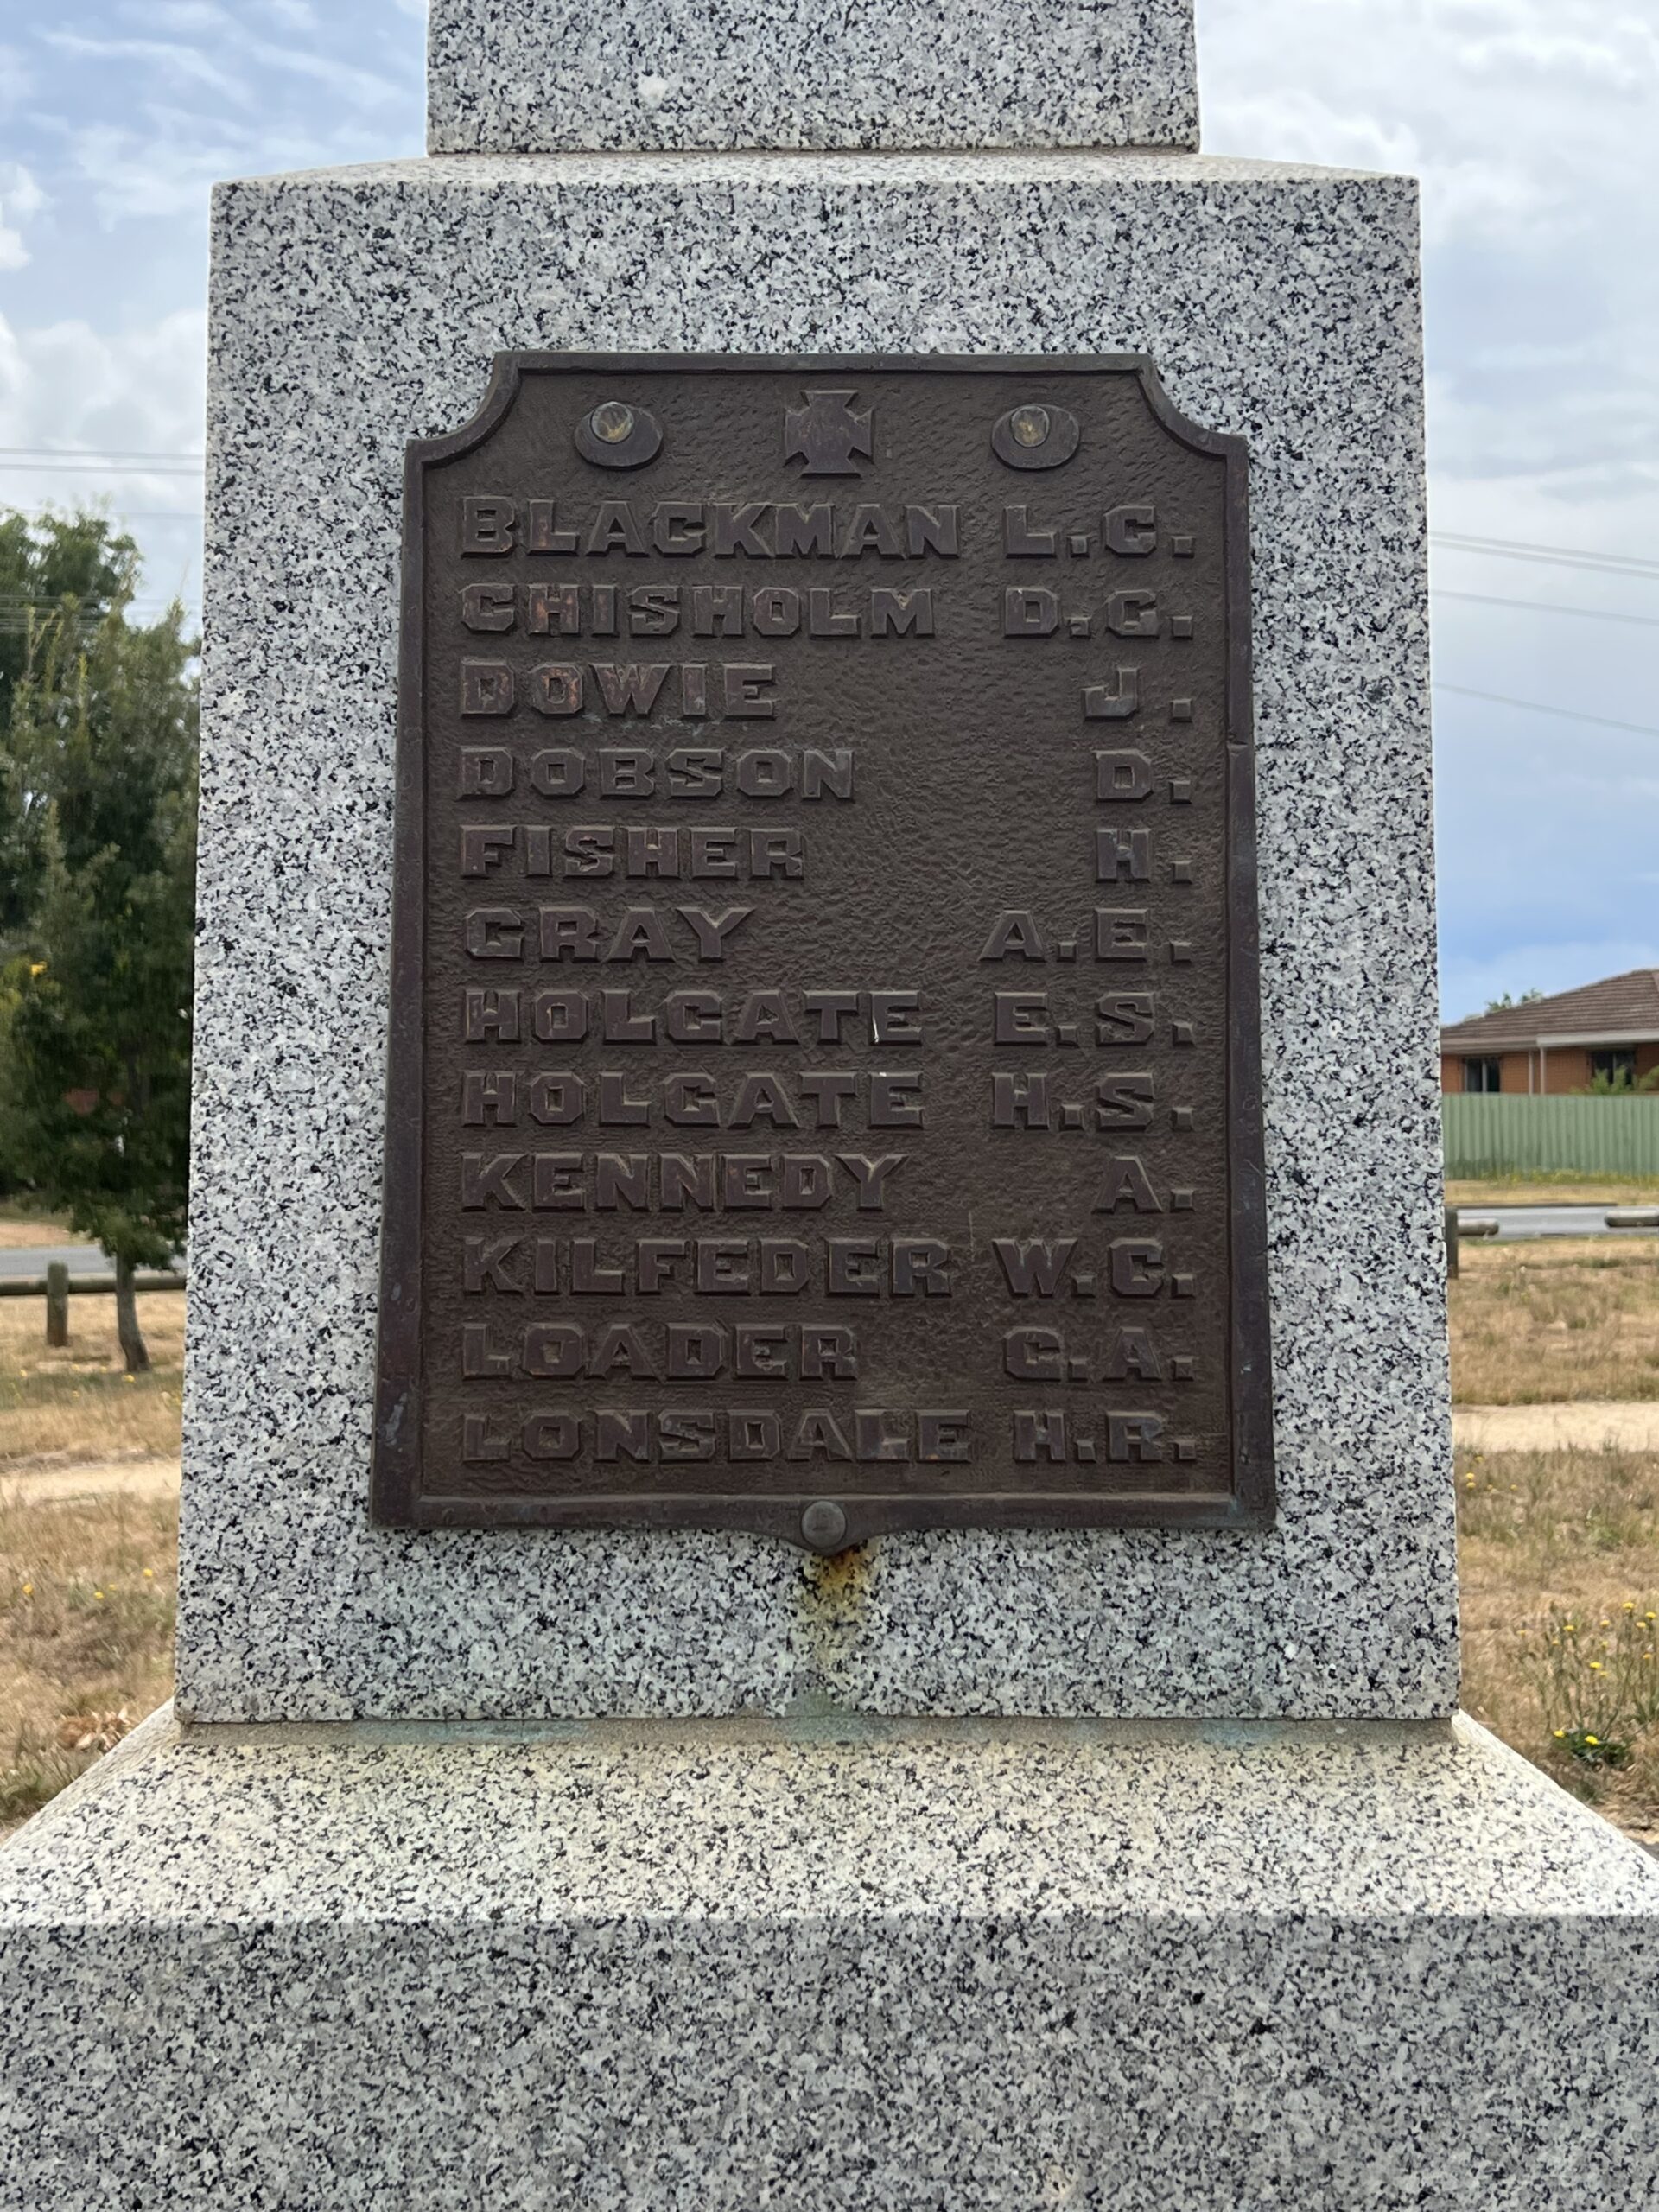 BLACKMAN L.C.
CHISHOLM D.G.
DOWIE J.
DOBSON D.
FISHER H.
GRAY A.E.
HOLGATE E.S.
HOLGATE H.S.
KENNEDY A.
KILFEDER W.C.
LOADER C.A.
LONSDALE H.R.